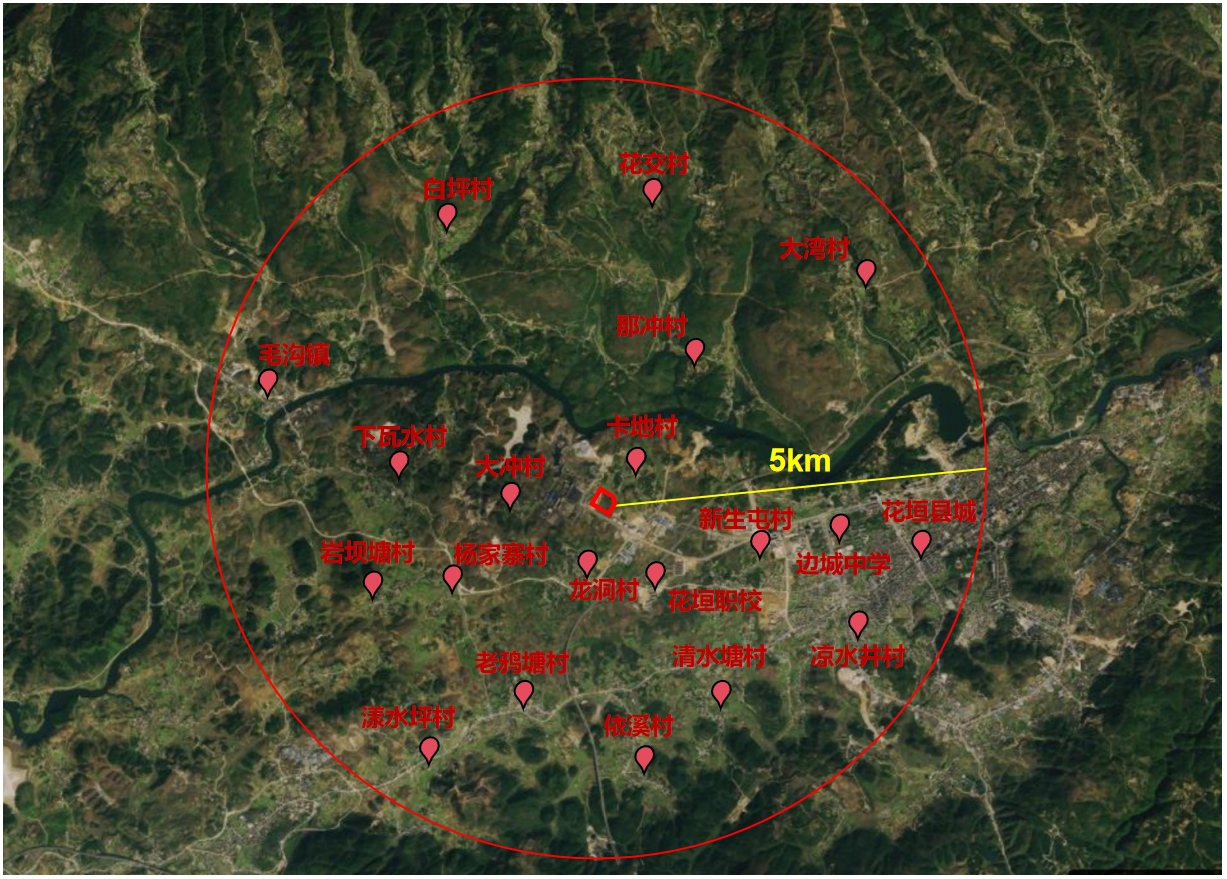 花交村
白坪村
大湾村
那冲村
毛沟镇
卡地村
下瓦水村
大冲村
5km
花垣县城
新生屯村
岩坝塘村
杨家寨村
边城中学
龙洞村
花垣职校
清水塘村
凉水井村
老鸦塘村
漾水坪村
依溪村